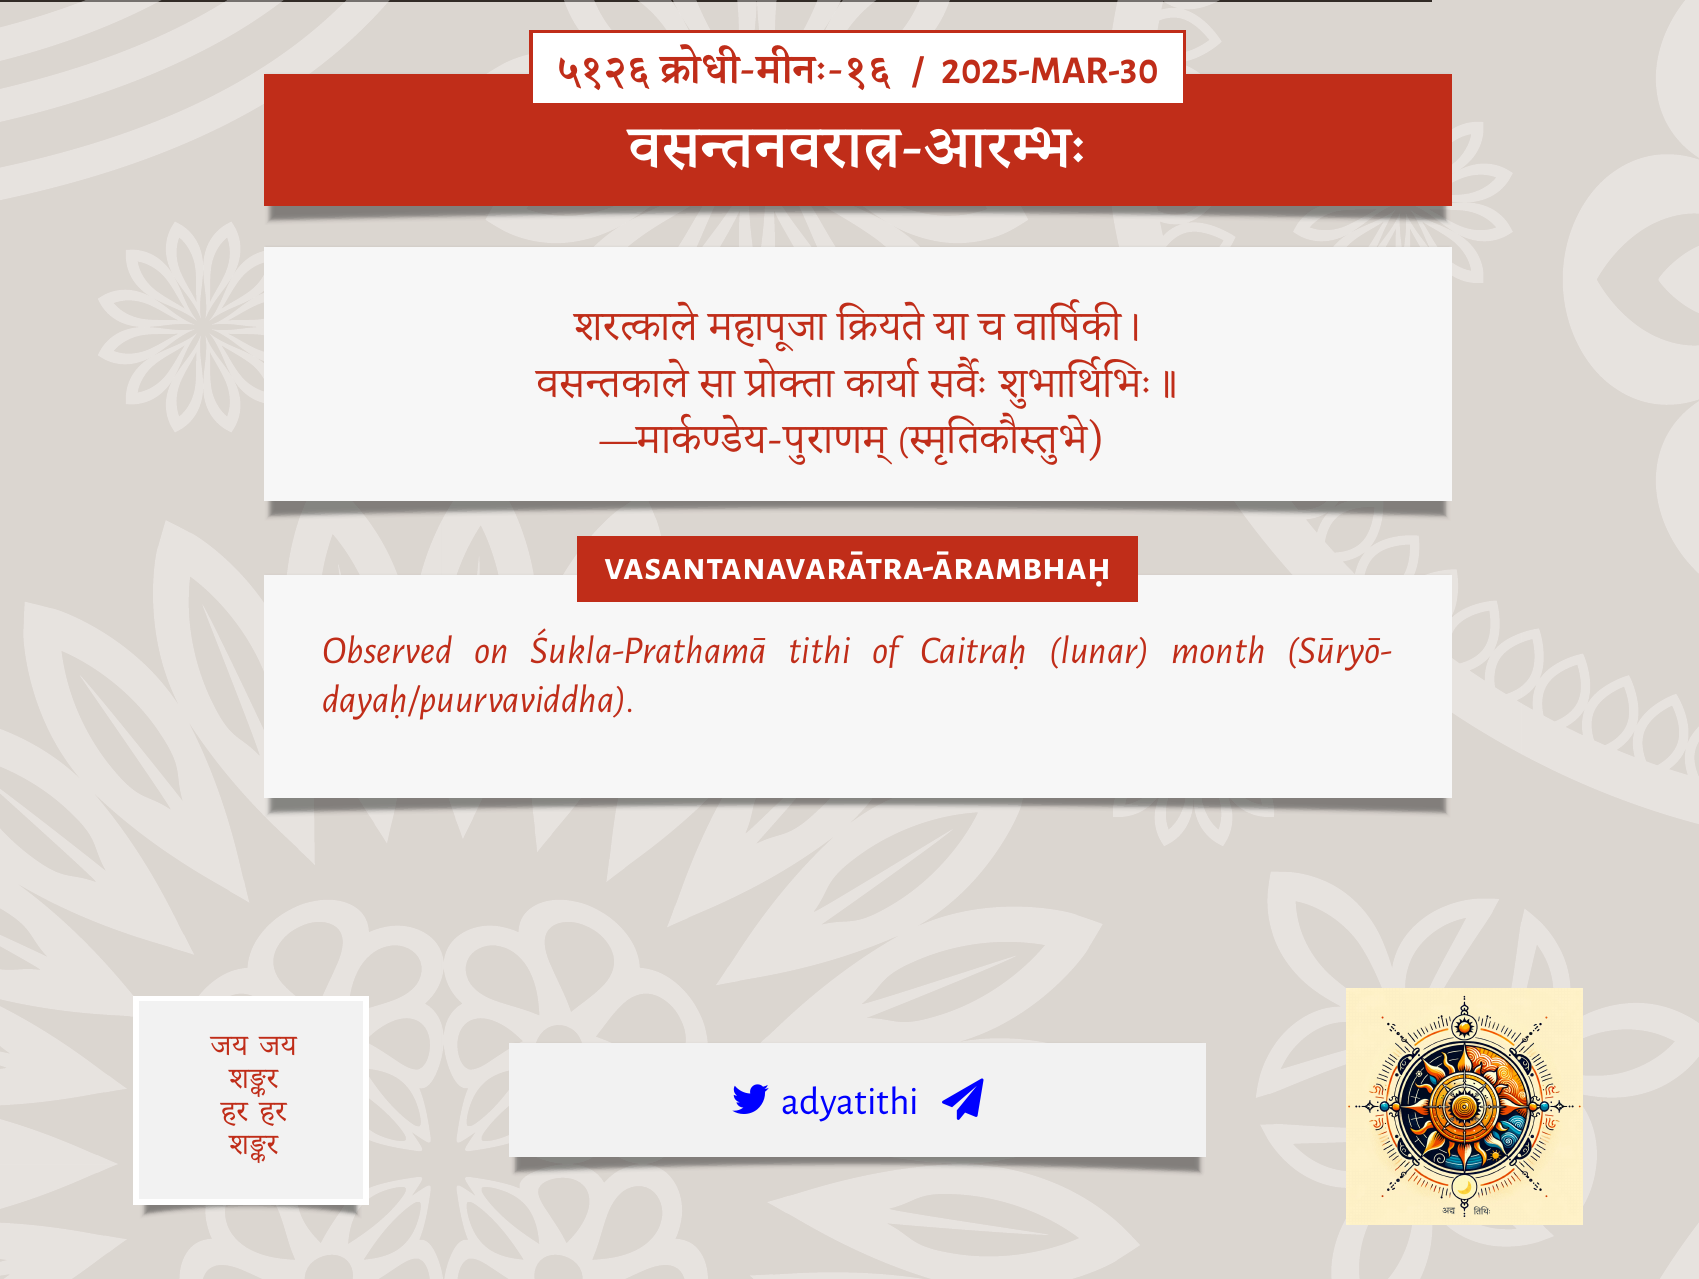 ५१२६ क्रोधी-मीनः-१६ / 2025-MAR-30
वसन्तनवरात्र-आरम्भः
शरत्काले महापूजा क्रियते या च वार्षिकी।
वसन्तकाले सा प्रोक्ता कार्या सर्वैः शुभार्थिभिः॥
—मार्कण्डेय-पुराणम् (स्मृतिकौस्तुभे)
VASANTANAVARĀTRA-ĀRAMBHAḤ
Observed on Śukla-Prathamā tithi of Caitraḥ (lunar) month (Sūryō-
dayaḥ/puurvaviddha).
जय जय
शङ्कर
हर हर
शङ्कर
adyatithi
अद्य तिथिः